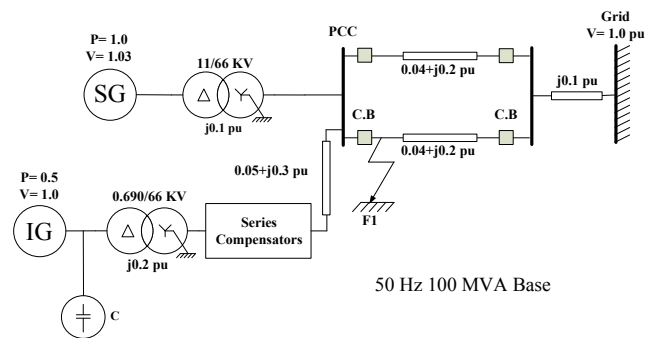 P= 1.0
V= 1.03
SG
11/66 KV
j0.1 pu
PCC
0.04+j0.2 pu
Grid
V= 1.0 pu
j0.1 pu
C.B
C.B
0.04+j0.2 pu
F1
0.05+j0.3 pu
P= 0.5
V= 1.0
IG
0.690/66 KV
j0.2 pu
Series
Compensators
C
50 Hz 100 MVA Base